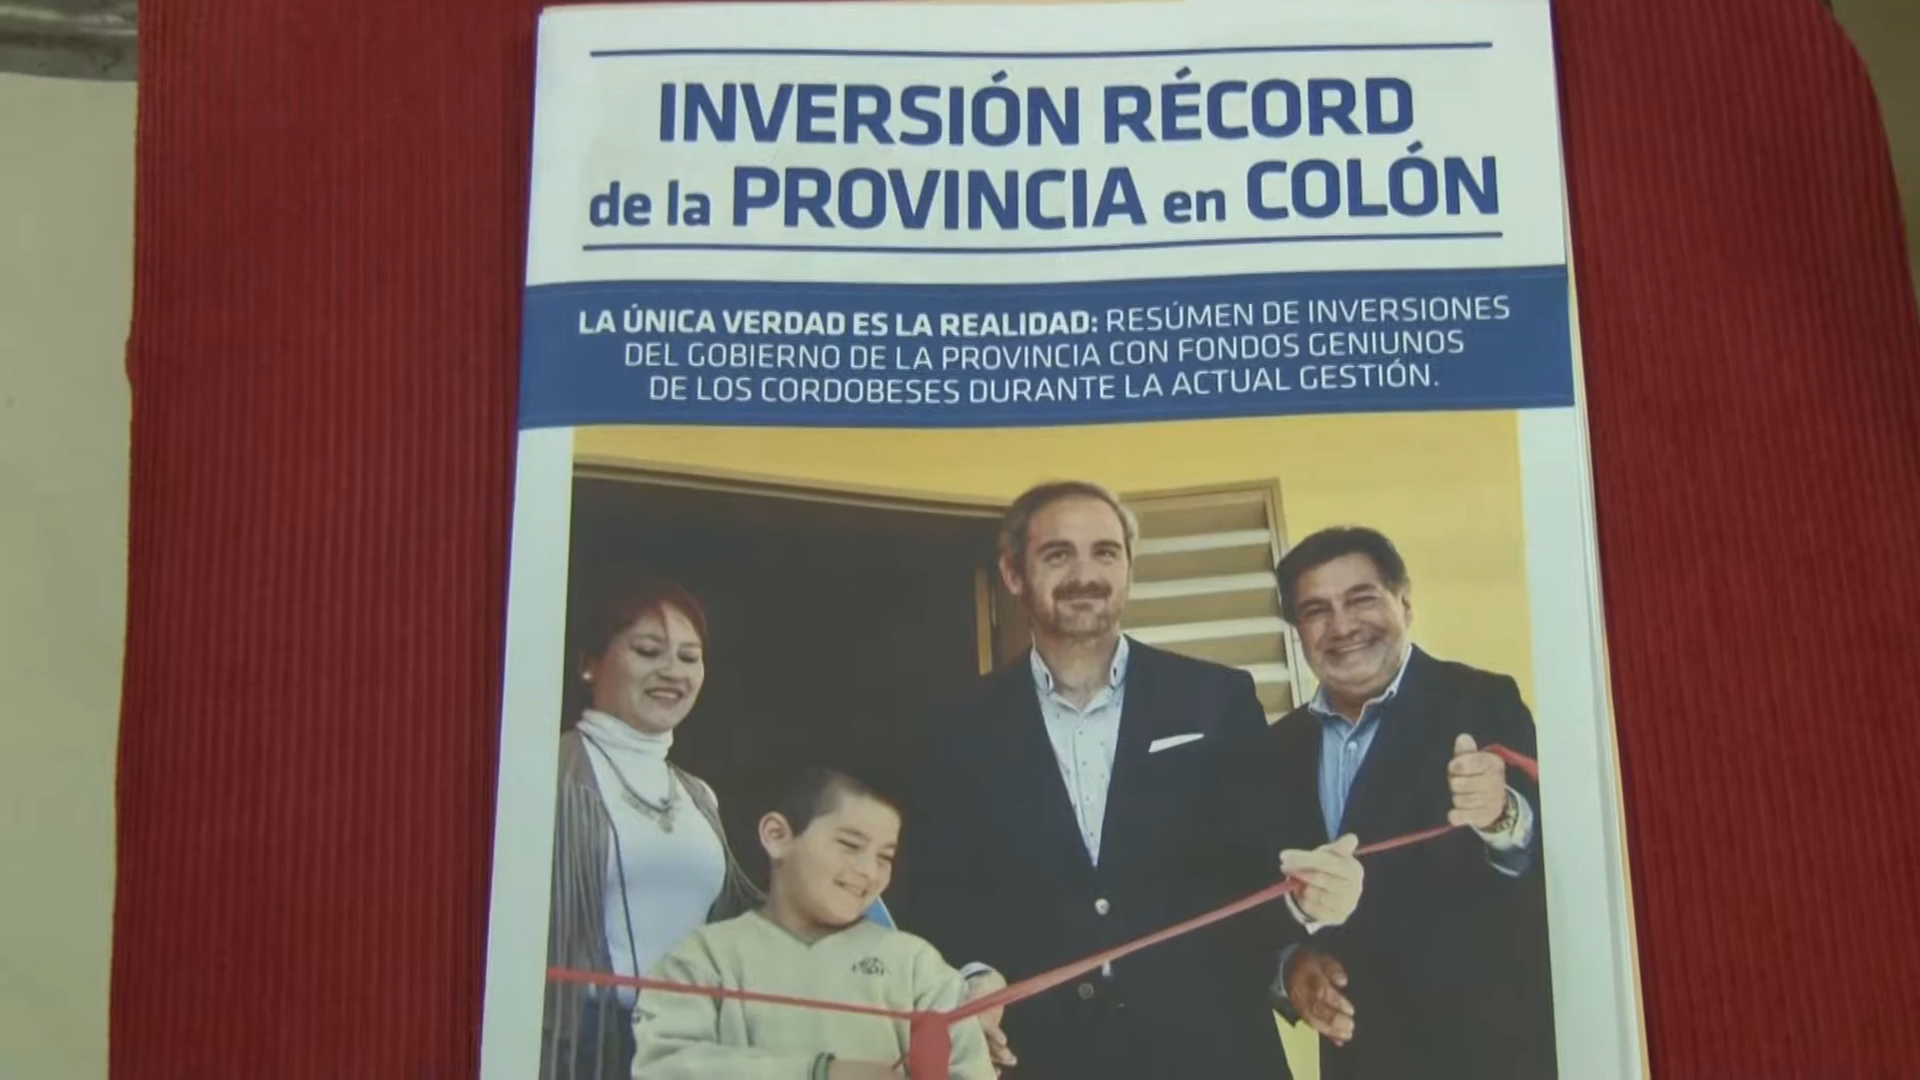 INVERSIÓN RÉCORD
de la PROVINCIA en COLÓN
LA ÚNICA VERDAD ES LA REALIDAD: RESÚMEN DE INVERSIONES
DEL GOBIERNO DE LA PROVINCIA CON FONDOS GENIUNOS
DE LOS CORDOBESES DURANTE LA ACTUAL GESTIÓN.